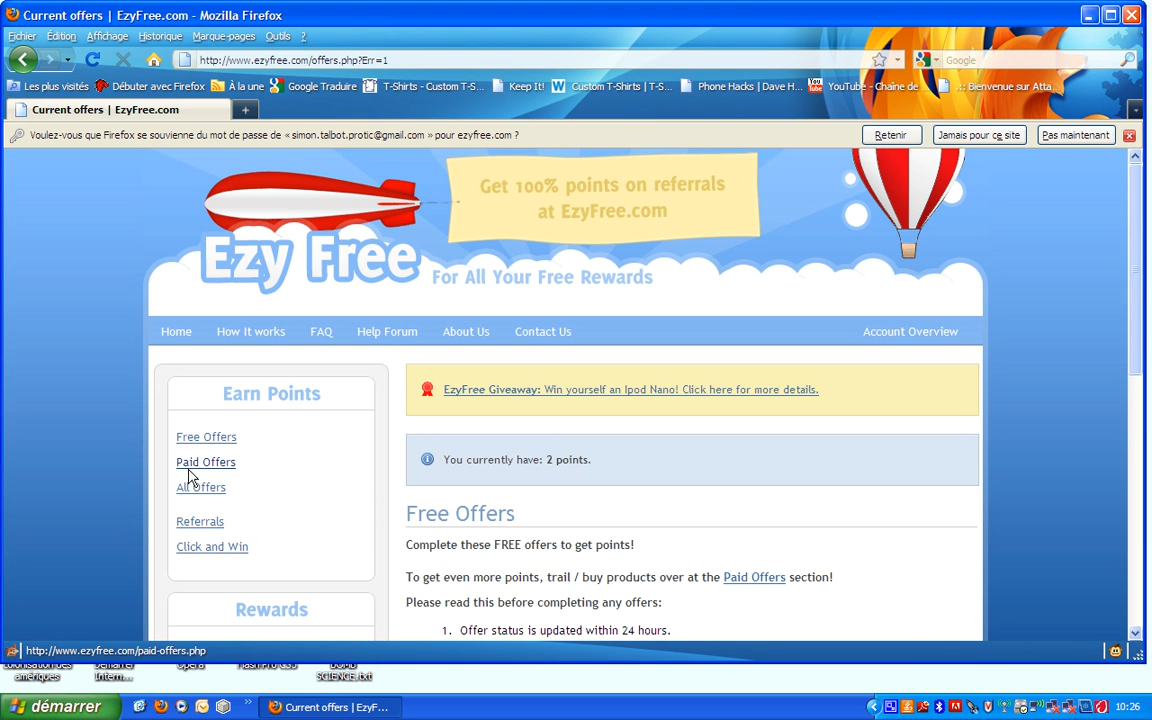 Current offers | EzyFree.com - Mozilla Firefox
Fichier Édition Affichage Historique Marque-pages Outils ?
http://www.ezyfree.com/offers.php?Err=1
Google
Les plus visités Débuter avec Firefox À la une Google Traduire T-Shirts - Custom T-S... Keep It! Custom T-Shirts | T-S... Phone Hacks | Dave H... YouTube - Chaîne de .:: Bienvenue sur Atta...
Current offers | EzyFree.com
Voulez-vous que Firefox se souvienne du mot de passe de « simon.talbot.protic@gmail.com » pour ezyfree.com ? Retenir Jamais pour ce site Pas maintenant
Get 100% points on referrals
at EzyFree.com
Ezy Free
For All Your Free Rewards
Home How It works FAQ Help Forum About Us Contact Us Account Overview
Earn Points
Free Offers
Paid Offers
All Offers
Referrals
Click and Win
Rewards
EzyFree Giveaway: Win yourself an Ipod Nano! Click here for more details.
You currently have: 2 points.
Free Offers
Complete these FREE offers to get points!
To get even more points, trail / buy products over at the Paid Offers section!
Please read this before completing any offers:
1. Offer status is updated within 24 hours.
http://www.ezyfree.com/paid-offers.php
amériques Intern... SCIENCE.txt
démarrer
Current offers | EzyF...
10:26